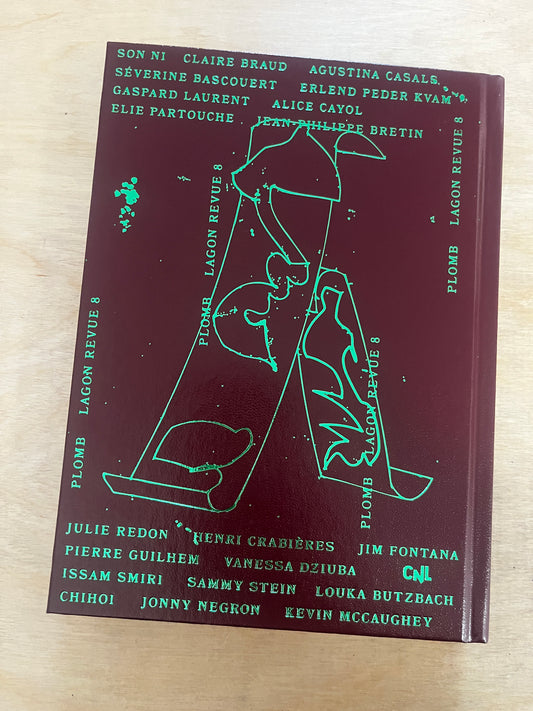 SON NI CLAIRE BRAUD AGUSTINA CASALS
SÉVERINE BASCOUERT ERLEND PEDER KVAM
GASPARD LAURENT ALICE CAYOL
ELIE PARTOUCHE JEAN-PHILIPPE BRETIN
PLOMB LAGON REVUE 8
PLOMB LAGON REVUE 8
PLOMB LAGON REVUE 8
PLOMB LAGON REVUE 8
JULIE REDON HENRI CRABIÈRES JIM FONTANA
PIERRE GUILHEM VANESSA DZIUBA CNL
ISSAM SMIRI SAMMY STEIN LOUKA BUTZBACH
CHIHOI JONNY NEGRON KEVIN MCCAUGHEY